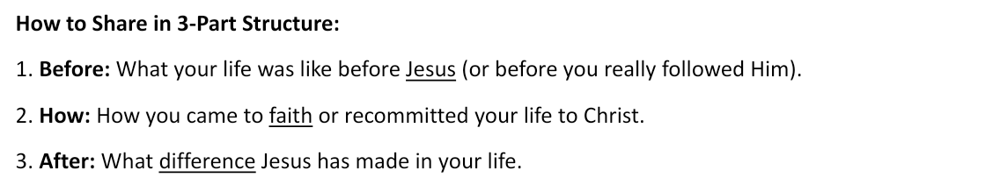 How to Share in 3-Part Structure:
1. Before: What your life was like before Jesus (or before you really followed Him).
2. How: How you came to faith or recommitted your life to Christ.
3. After: What difference Jesus has made in your life.